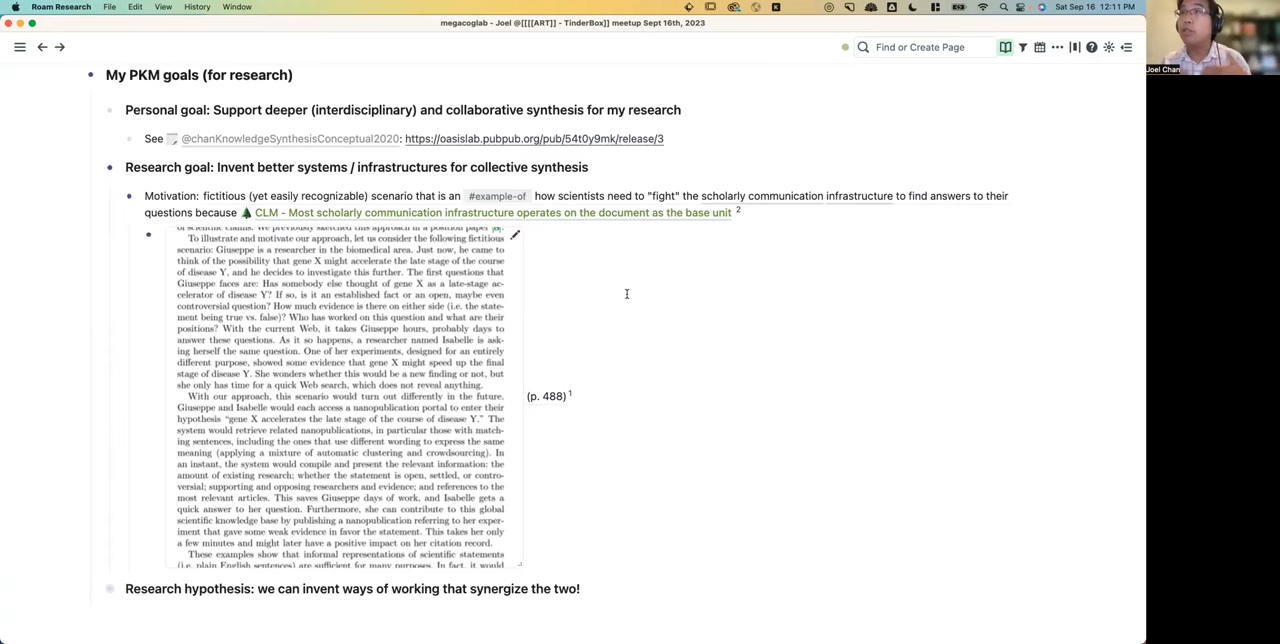 Roam Research File Edit View History Window
Sat Sep 16 12:11 PM
megacoglab - Joel @[[[[ART]] - TinderBox]] meetup Sept 16th, 2023
Find or Create Page
Joel Chan
My PKM goals (for research)
Personal goal: Support deeper (interdisciplinary) and collaborative synthesis for my research
See @chanKnowledgeSynthesisConceptual2020: https://oasislab.pubpub.org/pub/54t0y9mk/release/3
Research goal: Invent better systems / infrastructures for collective synthesis
Motivation: fictitious (yet easily recognizable) scenario that is an #example-of how scientists need to "fight" the scholarly communication infrastructure to find answers to their
questions because 🌲 CLM - Most scholarly communication infrastructure operates on the document as the base unit 2
of scientific claims. We previously sketched this approach in a position paper
To illustrate and motivate our approach, let us consider the following fictitious
scenario: Giuseppe is a researcher in the biomedical area. Just now, he came to
think of the possibility that gene X might accelerate the late stage of the course
of disease Y, and he decides to investigate this further. The first questions that
Giuseppe faces are: Has somebody else thought of gene X as a late-stage ac-
celerator of disease Y? If so, is it an established fact or an open, maybe even
controversial question? How much evidence is there on either side (i.e. the state-
ment being true vs. false)? Who has worked on this question and what are their
positions? With the current Web, it takes Giuseppe hours, probably days to
answer these questions. As it so happens, a researcher named Isabelle is ask-
ing herself the same question. One of her experiments, designed for an entirely
different purpose, showed some evidence that gene X might speed up the final
stage of disease Y. She wonders whether this would be a new finding or not, but
she only has time for a quick Web search, which does not reveal anything.
With our approach, this scenario would turn out differently in the future.
Giuseppe and Isabelle would each access a nanopublication portal to enter their
hypothesis “gene X accelerates the late stage of the course of disease Y.” The
system would retrieve related nanopublications, in particular those with match-
ing sentences, including the ones that use different wording to express the same
meaning (applying a mixture of automatic clustering and crowdsourcing). In
an instant, the system would compile and present the relevant information: the
amount of existing research; whether the statement is open, settled, or contro-
versial; supporting and opposing researchers and evidence; and references to the
most relevant articles. This saves Giuseppe days of work, and Isabelle gets a
quick answer to her question. Furthermore, she can contribute to this global
scientific knowledge base by publishing a nanopublication referring to her exper-
iment that gave some weak evidence in favor the statement. This takes her only
a few minutes and might later have a positive impact on her citation record.
These examples show that informal representations of scientific statements
(i.e. plain English sentences) are sufficient for many purposes. In fact, it would
(p. 488) 1
Research hypothesis: we can invent ways of working that synergize the two!